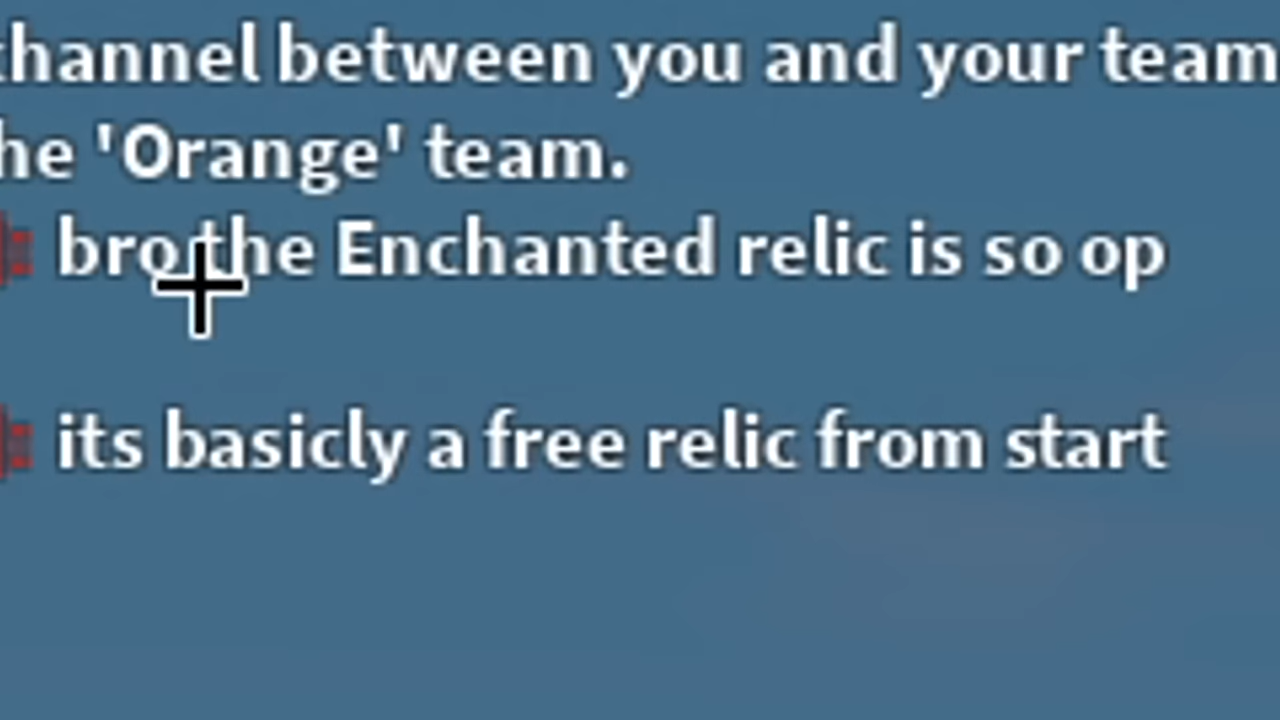 channel between you and your team
he 'Orange' team.
: bro the Enchanted relic is so op
: its basicly a free relic from start